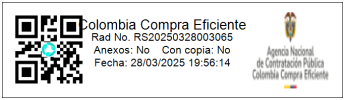 Colombia Compra Eficiente
Rad No. RS20250328003065
Anexos: No Con copia: No
Fecha: 28/03/2025 19:56:14
Agencia Nacional
de Contratación Pública
Colombia Compra Eficiente